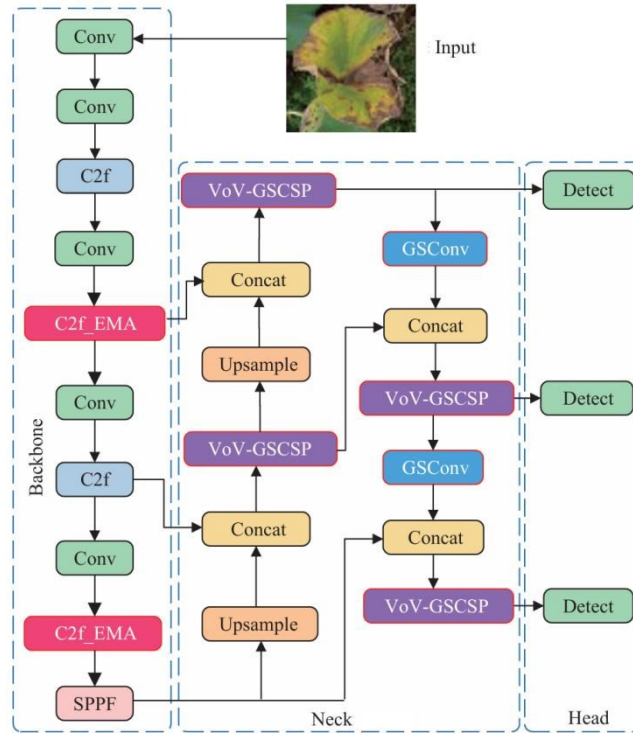 Input
Conv
Conv
C2f
Conv
C2f_EMA
Conv
C2f
Conv
C2f_EMA
SPPF
Backbone
VoV-GSCSP
Concat
Upsample
VoV-GSCSP
Concat
Upsample
GSConv
Concat
VoV-GSCSP
GSConv
Concat
VoV-GSCSP
Neck
Detect
Detect
Detect
Head